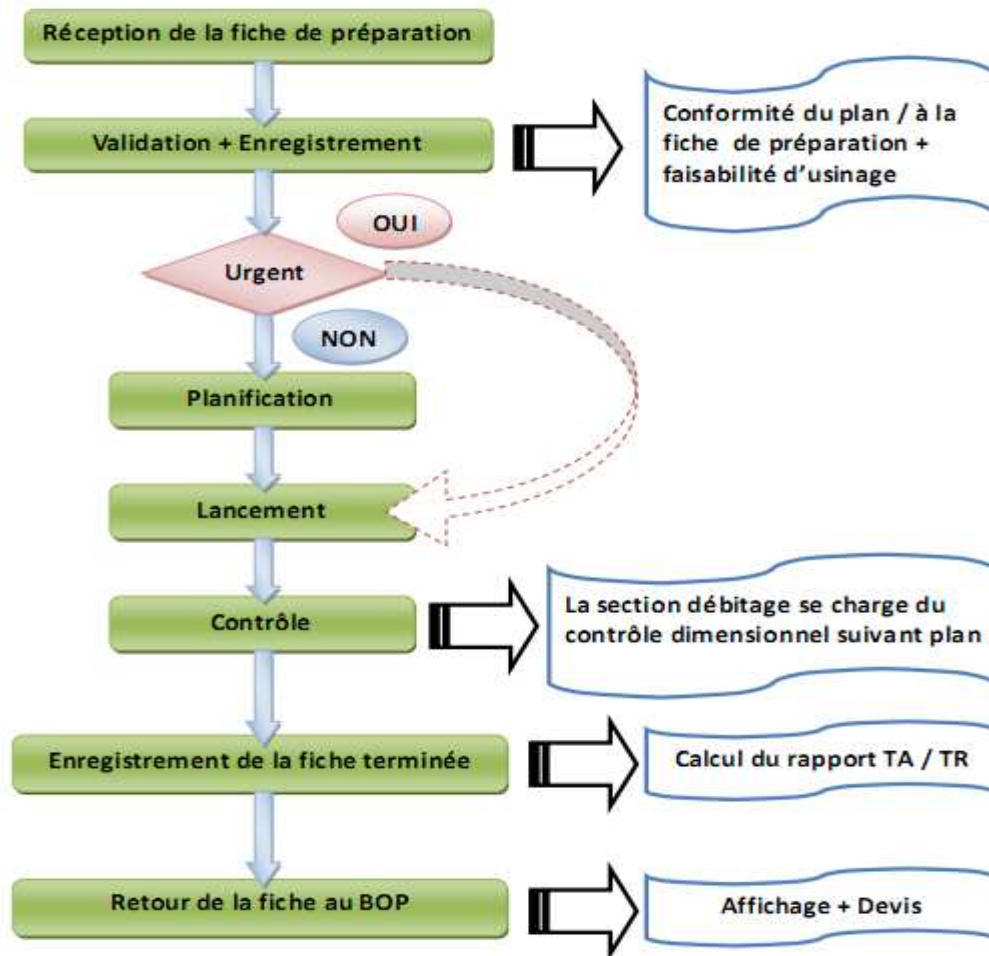 Réception de la fiche de préparation
Validation + Enregistrement
Conformité du plan / à la
fiche de préparation +
faisabilité d’usinage
OUI
Urgent
NON
Planification
Lancement
Contrôle
La section débitage se charge du
contrôle dimensionnel suivant plan
Enregistrement de la fiche terminée
Calcul du rapport TA / TR
Retour de la fiche au BOP
Affichage + Devis